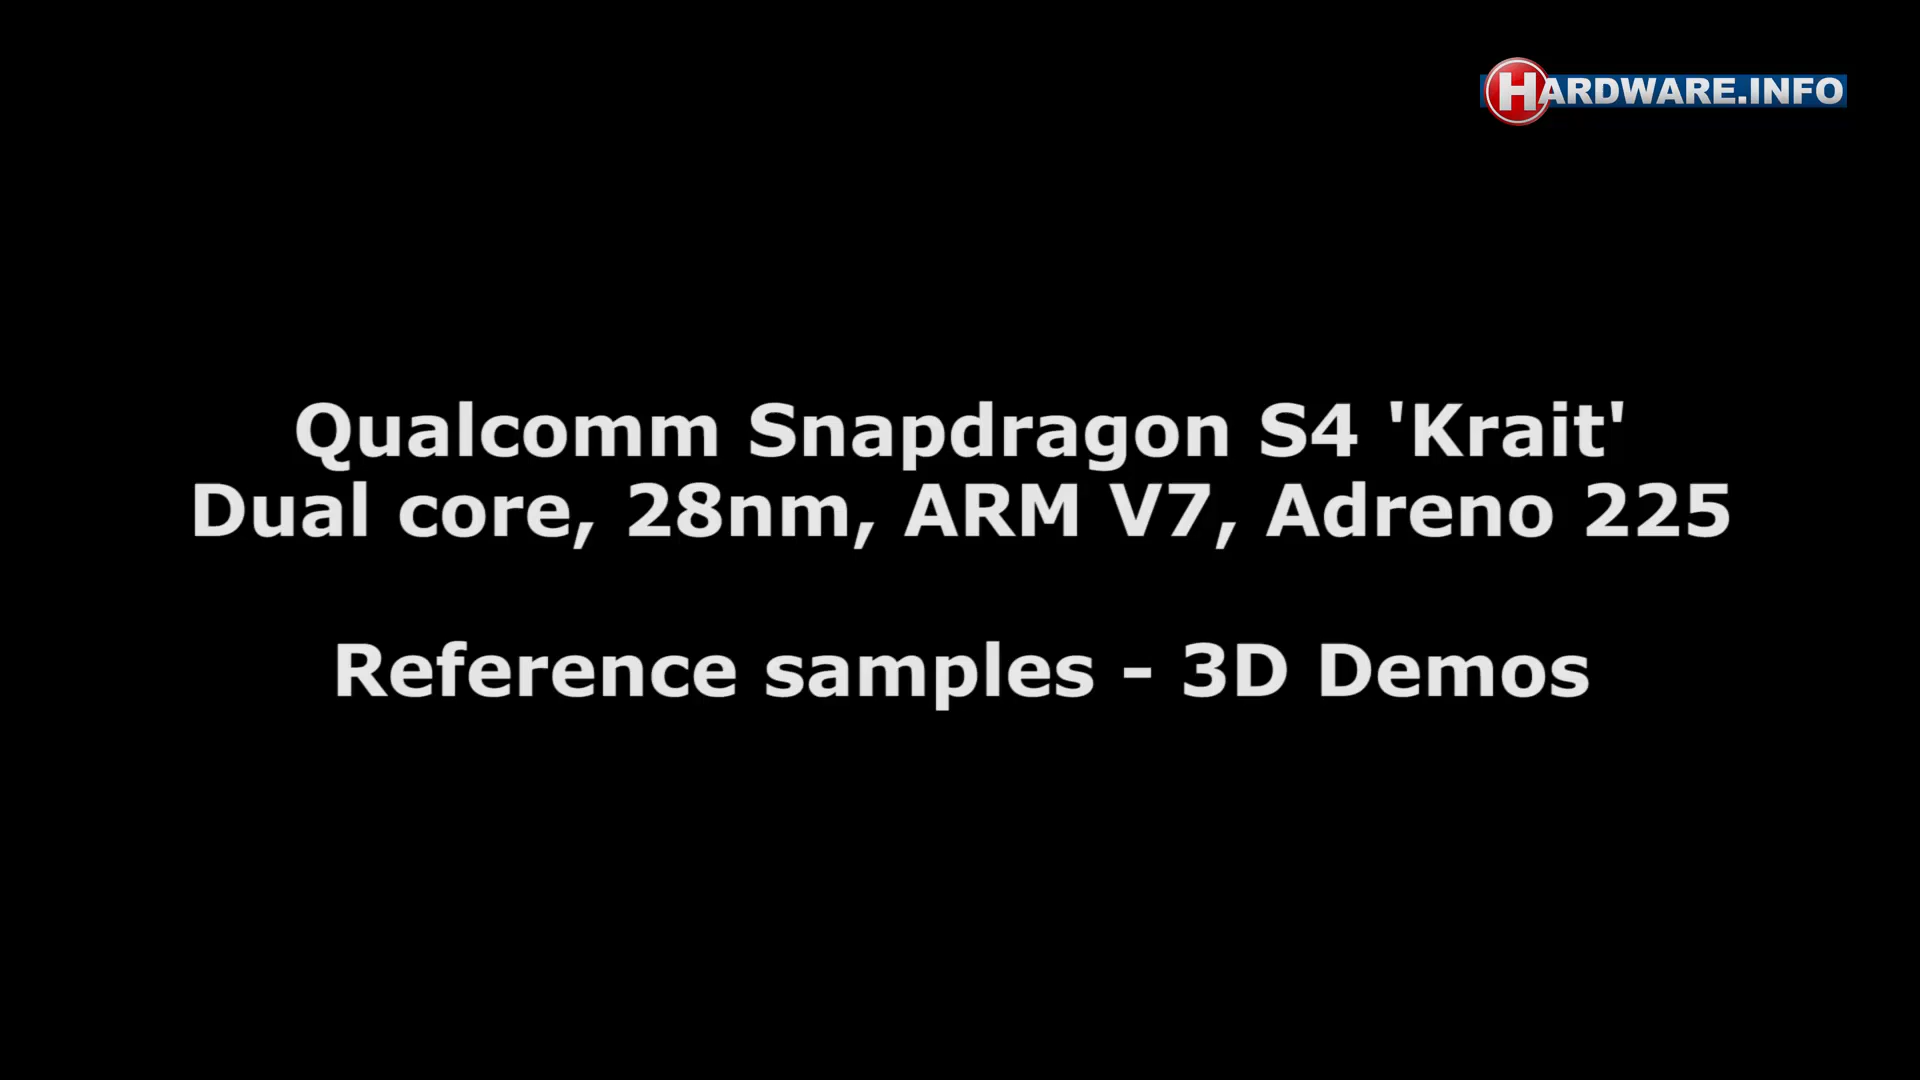 HARDWARE.INFO
Qualcomm Snapdragon S4 'Krait'
Dual core, 28nm, ARM V7, Adreno 225
Reference samples - 3D Demos